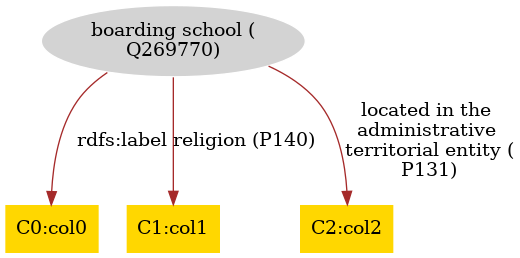 boarding school (
Q269770)
rdfs:label
religion (P140)
located in the
administrative
territorial entity (
P131)
C0:col0
C1:col1
C2:col2